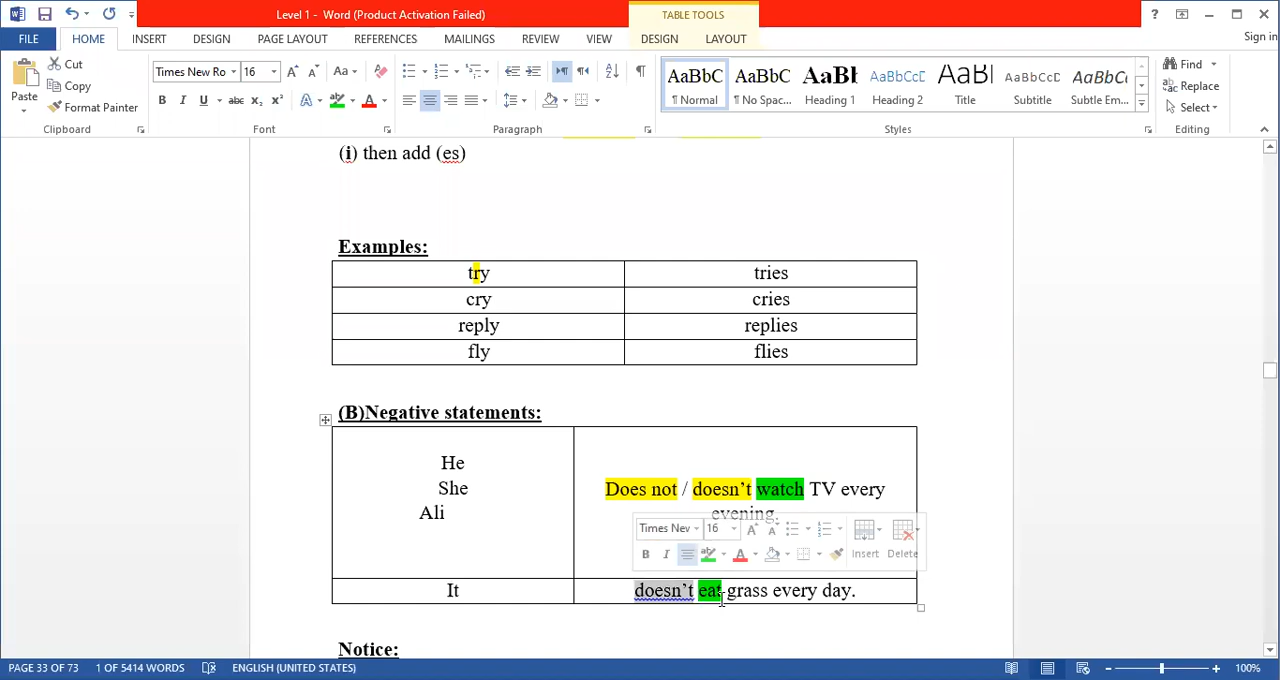 Level 1 - Word (Product Activation Failed)
TABLE TOOLS
Sign in
FILE HOME INSERT DESIGN PAGE LAYOUT REFERENCES MAILINGS REVIEW VIEW DESIGN LAYOUT
Paste
Cut
Copy
Format Painter
Clipboard
Times New Ro 16
Font
Paragraph
AaBbC AaBbC AaBb AaBbCcD AaBb AaBbCcD AaBbCc
¶ Normal ¶ No Spac... Heading 1 Heading 2 Title Subtitle Subtle Em...
Styles
Find
Replace
Select
Editing
(i) then add (es)
Examples:
try tries
cry cries
reply replies
fly flies
(B)Negative statements:
He
She
Ali
Does not / doesn't watch TV every
evening.
Times Nev 16
Insert Delete
It doesn't eat grass every day.
Notice:
PAGE 33 OF 73 1 OF 5414 WORDS ENGLISH (UNITED STATES) 100%